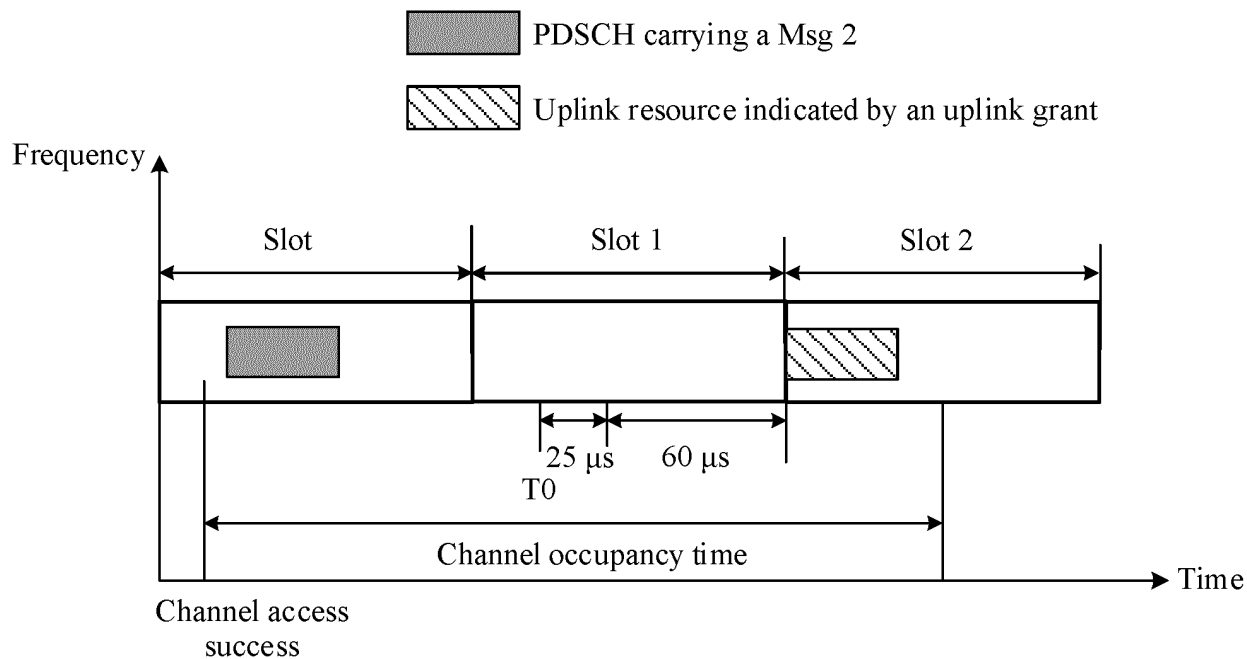 PDSCH carrying a Msg 2
Uplink resource indicated by an uplink grant
Frequency
Slot
Slot 1
Slot 2
25 μs
60 μs
T0
Channel occupancy time
Time
Channel access
success